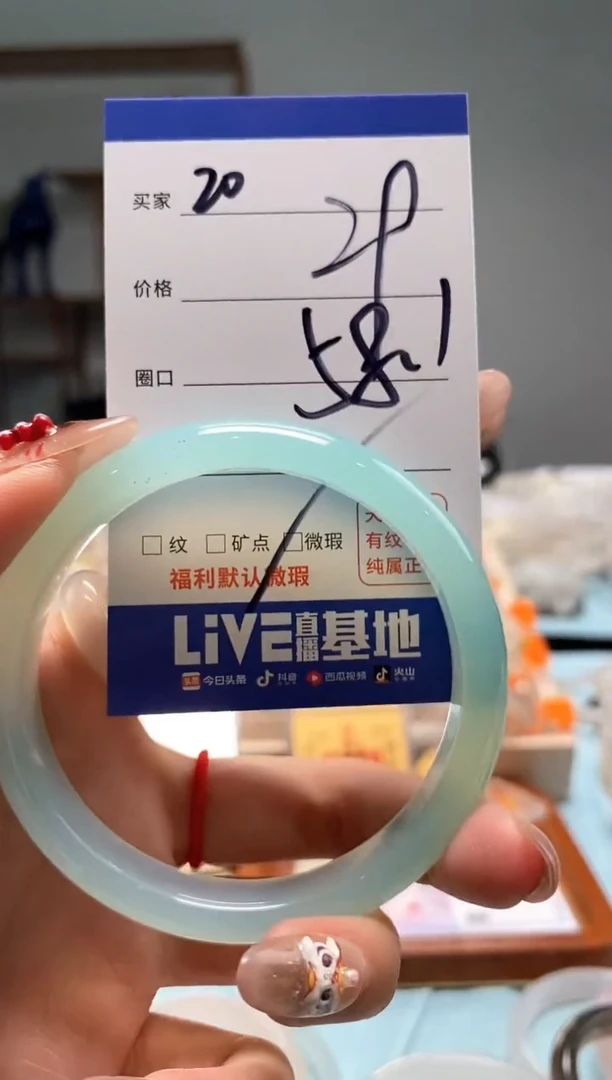 买家 20
价格
圈口 58.1
纹 矿点 微瑕
有纹
纯属正
福利默认微瑕
LiVE直播基地
今日头条 抖音 西瓜视频 火山